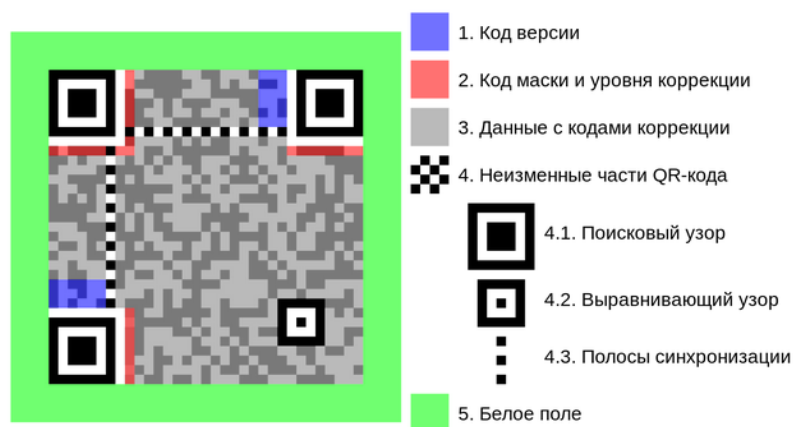 1. Код версии
2. Код маски и уровня коррекции
3. Данные с кодами коррекции
4. Неизменные части QR-кода
4.1. Поисковый узор
4.2. Выравнивающий узор
4.3. Полосы синхронизации
5. Белое поле